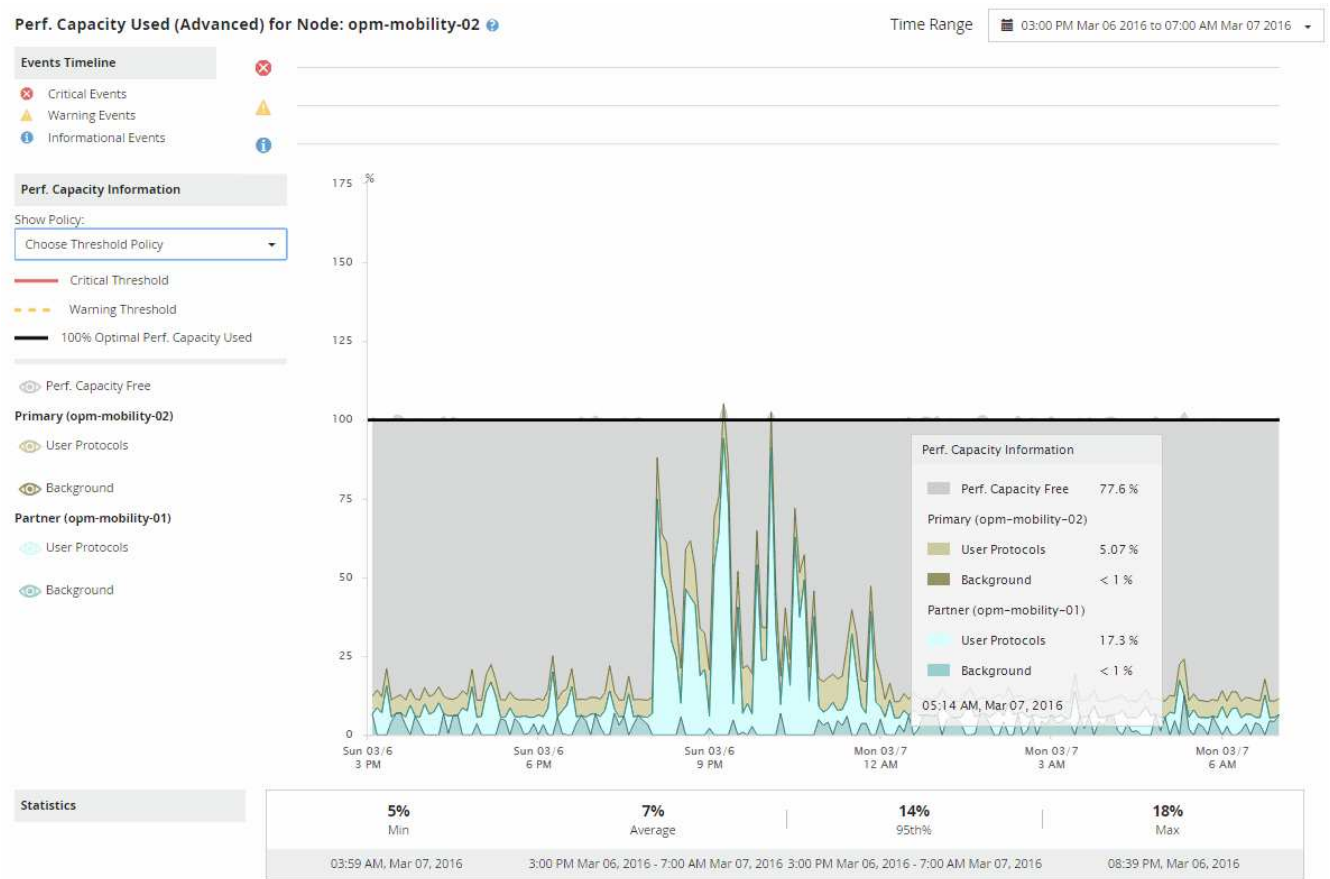 Perf. Capacity Used (Advanced) for Node: opm-mobility-02 ?
Time Range 03:00 PM Mar 06 2016 to 07:00 AM Mar 07 2016
Events Timeline
Critical Events
Warning Events
Informational Events
Perf. Capacity Information
Show Policy:
Choose Threshold Policy
Critical Threshold
Warning Threshold
100% Optimal Perf. Capacity Used
Perf. Capacity Free
Primary (opm-mobility-02)
User Protocols
Background
Partner (opm-mobility-01)
User Protocols
Background
%
175
150
125
100
75
50
25
0
Perf. Capacity Information
Perf. Capacity Free 77.6 %
Primary (opm-mobility-02)
User Protocols 5.07 %
Background < 1 %
Partner (opm-mobility-01)
User Protocols 17.3 %
Background < 1 %
05:14 AM, Mar 07, 2016
Sun 03/6 Sun 03/6 Sun 03/6 Mon 03/7 Mon 03/7 Mon 03/7
3 PM 6 PM 9 PM 12 AM 3 AM 6 AM
Statistics
5% 7% 14% 18%
Min Average 95th% Max
03:59 AM, Mar 07, 2016 3:00 PM Mar 06, 2016 - 7:00 AM Mar 07, 2016 3:00 PM Mar 06, 2016 - 7:00 AM Mar 07, 2016 08:39 PM, Mar 06, 2016